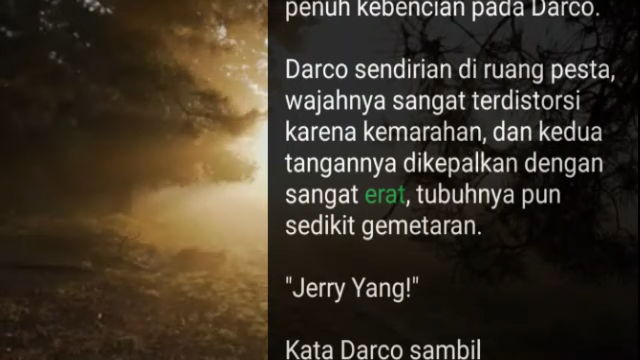 penuh kebencian pada Darco.
Darco sendirian di ruang pesta,
wajahnya sangat terdistorsi
karena kemarahan, dan kedua
tangannya dikepalkan dengan
sangat erat, tubuhnya pun
sedikit gemetaran.
"Jerry Yang!"
Kata Darco sambil